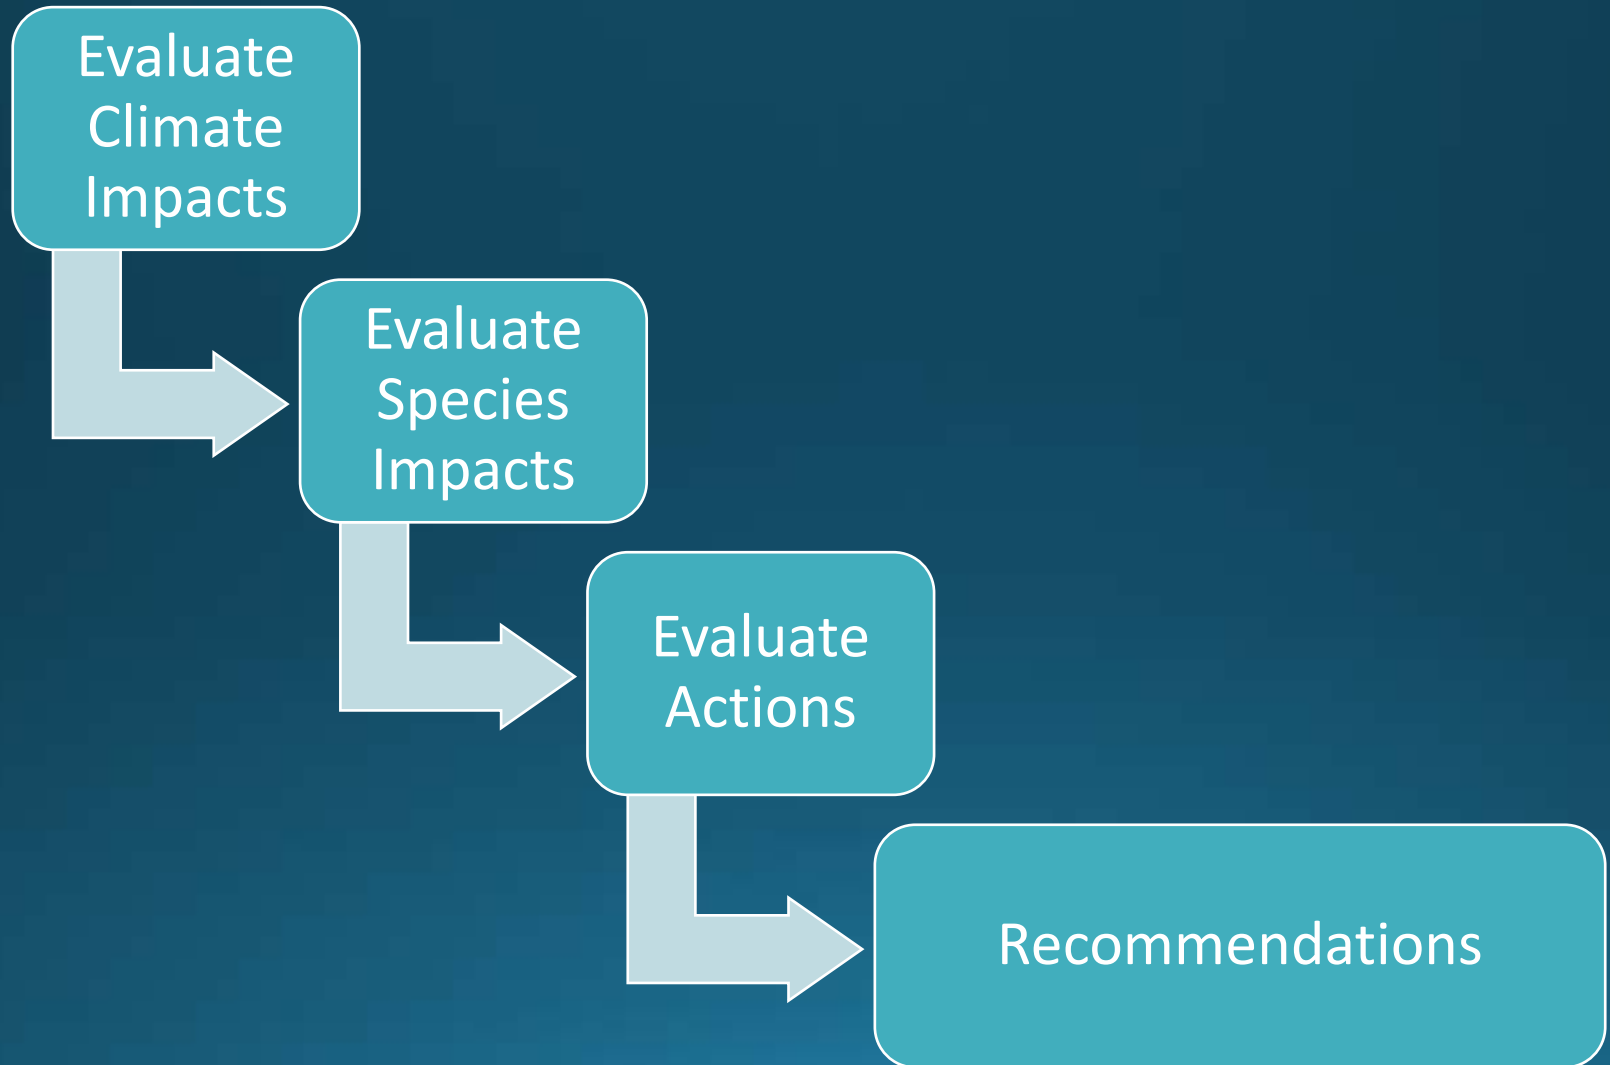 Evaluate
Climate
Impacts
Evaluate
Species
Impacts
Evaluate
Actions
Recommendations